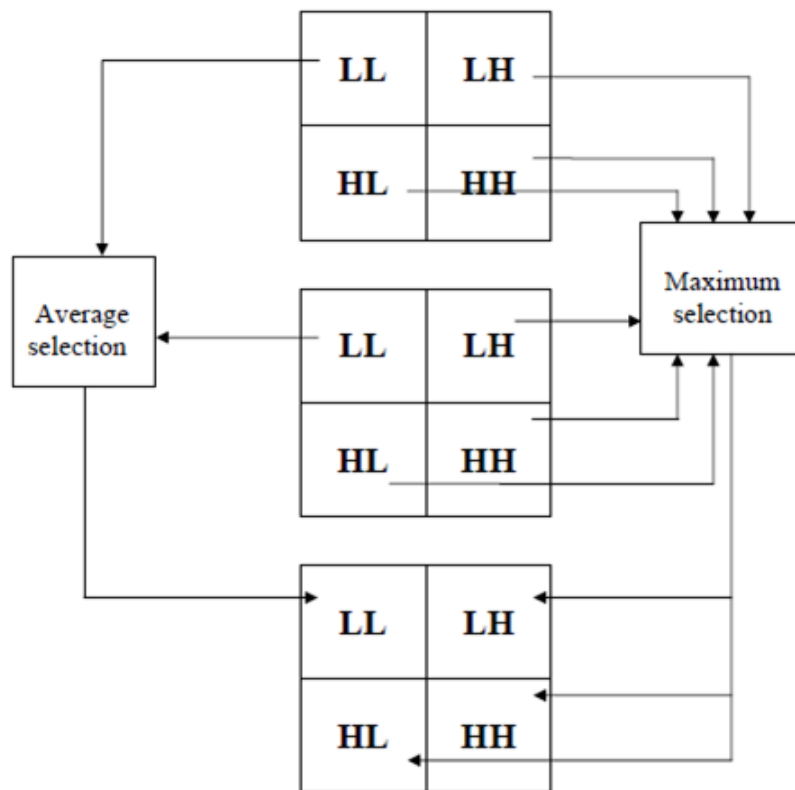 LL LH
HL HH
Average
selection
LL LH
HL HH
Maximum
selection
LL LH
HL HH